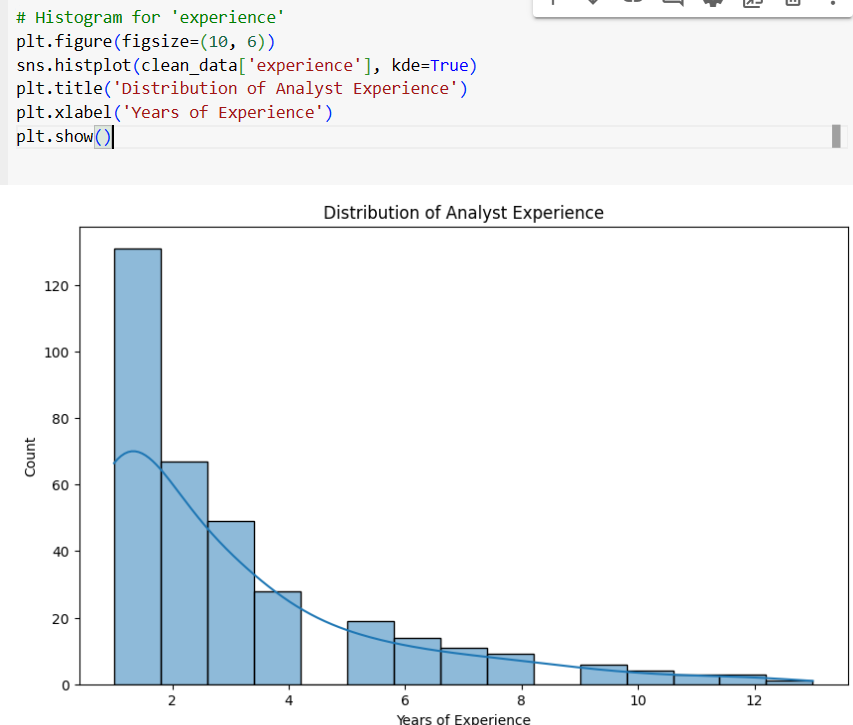 # Histogram for 'experience'
plt.figure(figsize=(10, 6))
sns.histplot(clean_data['experience'], kde=True)
plt.title('Distribution of Analyst Experience')
plt.xlabel('Years of Experience')
plt.show()
Distribution of Analyst Experience
120
100
80
60
40
20
0
Count
2 4 6 8 10 12
Years of Experience